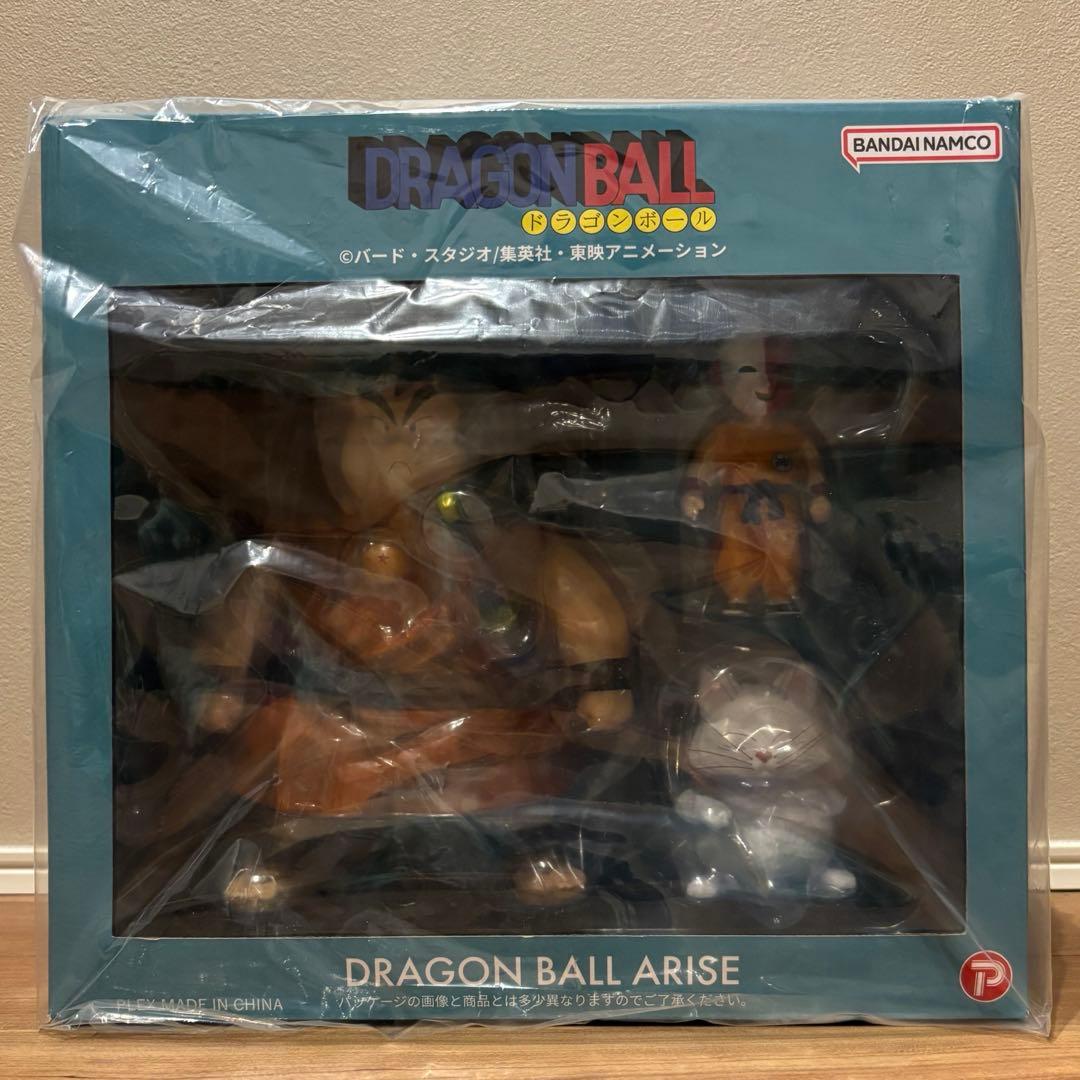 DRAGON BALL
BANDAI NAMCO
ドラゴンボール
©バード・スタジオ/集英社・東映アニメーション
DRAGON BALL ARISE
PLEX MADE IN CHINA
パッケージの画像と商品とは多少異なりますのでご了承ください。
P